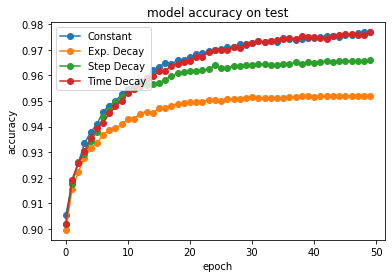 model accuracy on test
0.98
0.97
0.96
0.95
0.94
0.93
0.92
0.91
0.90
accuracy
Constant
Exp. Decay
Step Decay
Time Decay
0 10 20 30 40 50
epoch